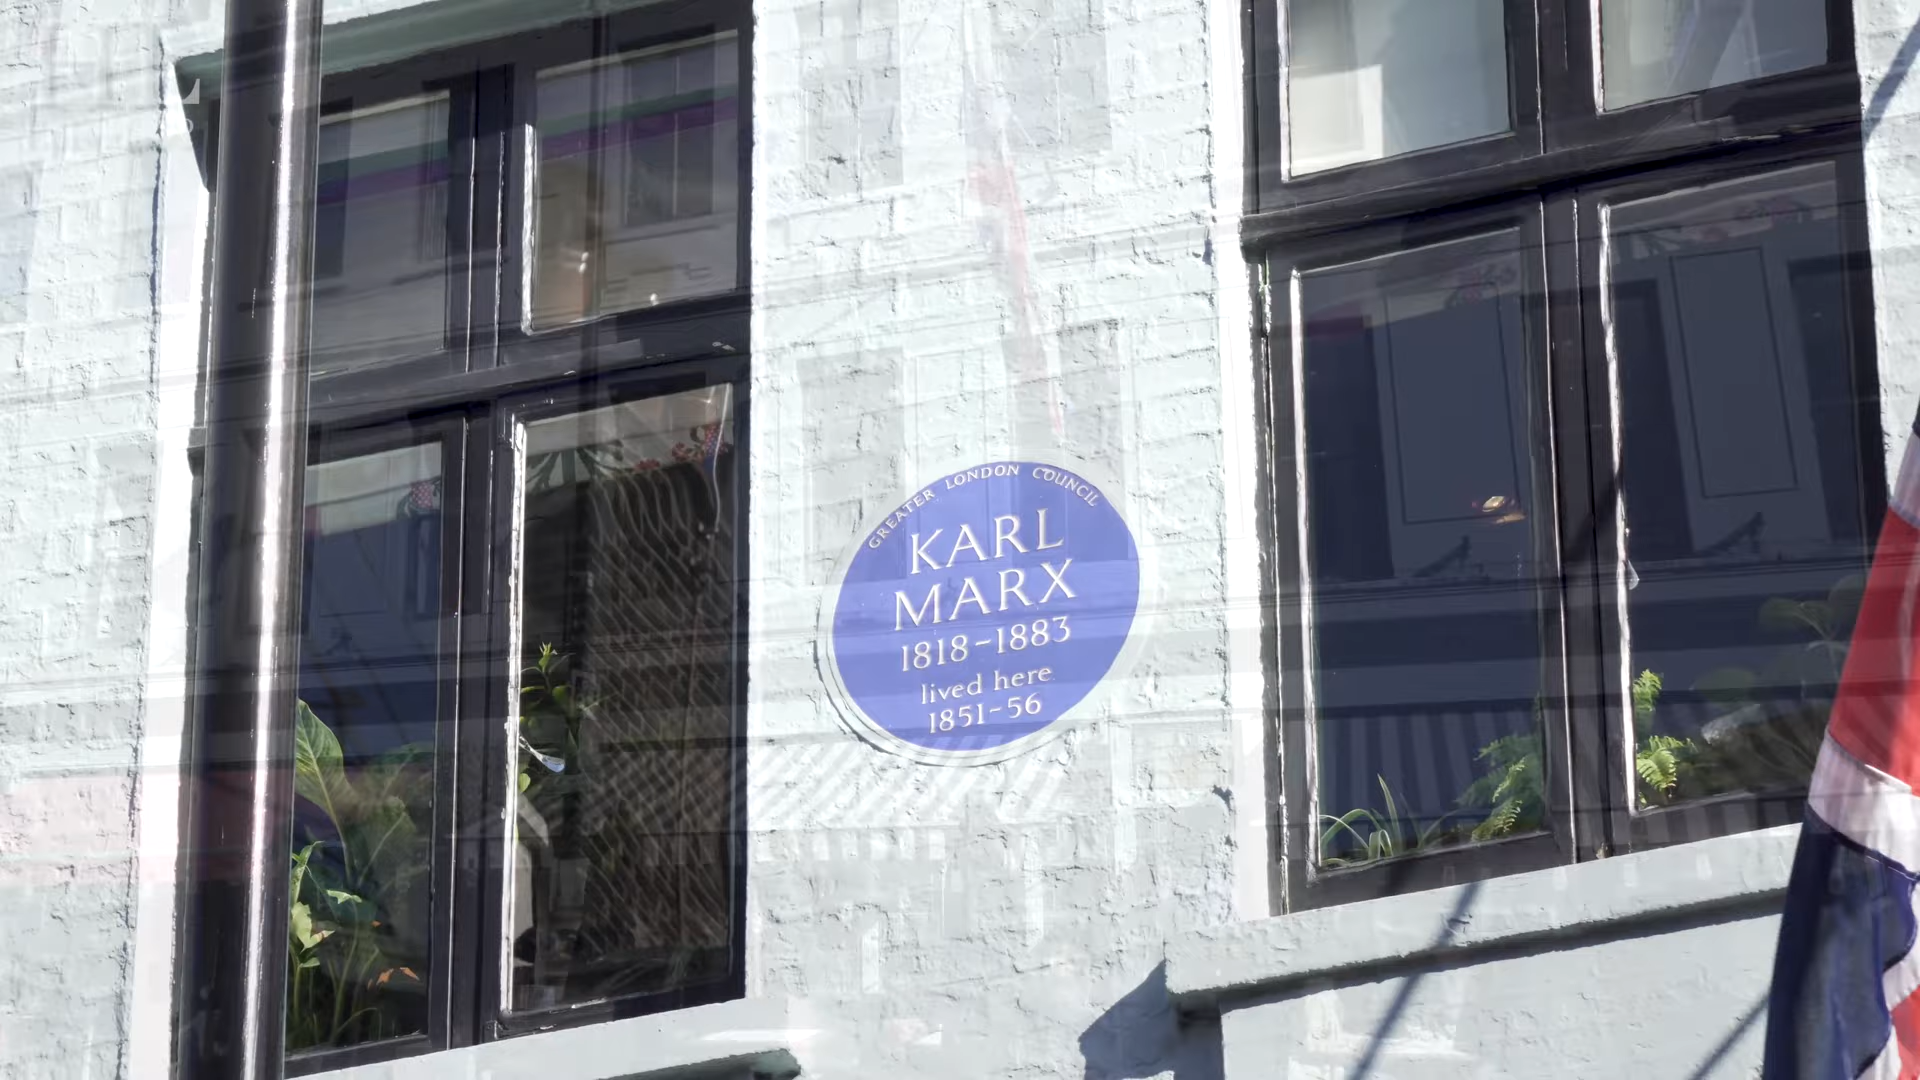 GREATER LONDON COUNCIL
KARL
MARX
1818-1883
lived here
1851-56